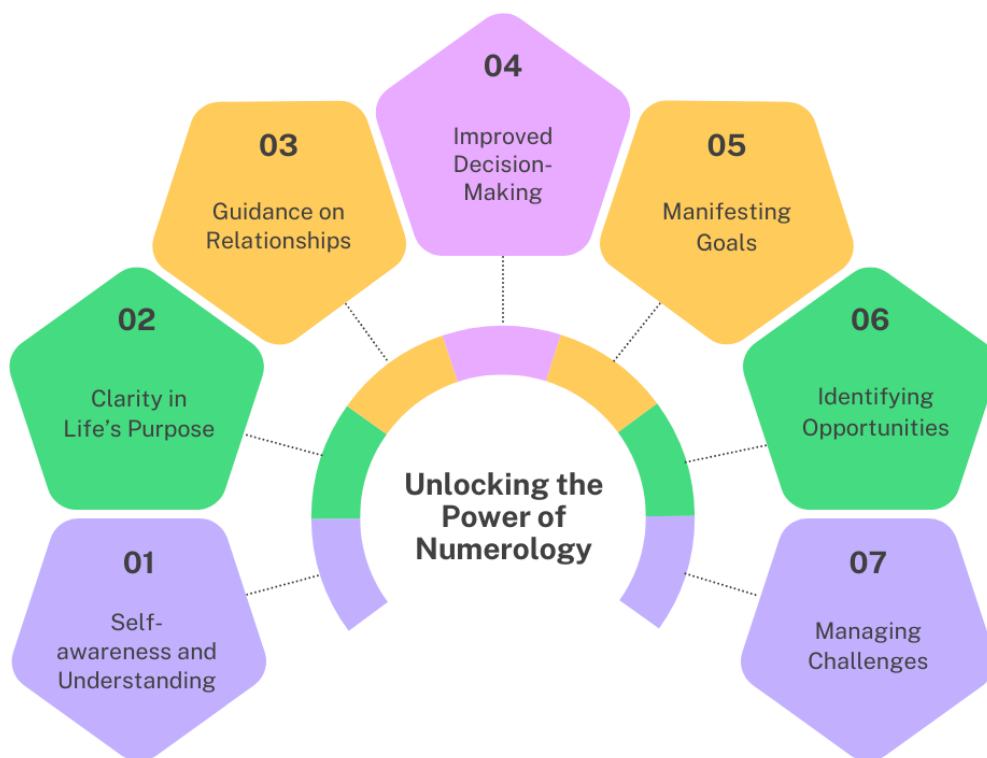 04
Improved
Decision-
Making
03
Guidance on
Relationships
05
Manifesting
Goals
02
Clarity in
Life’s Purpose
06
Identifying
Opportunities
Unlocking the
Power of
Numerology
01
Self-
awareness and
Understanding
07
Managing
Challenges